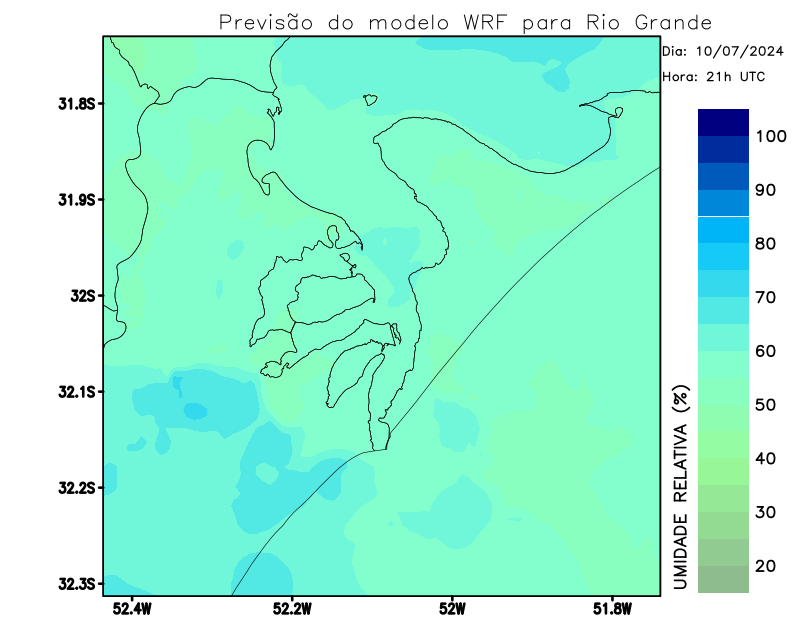 Previsão do modelo WRF para Rio Grande
Dia: 10/07/2024
Hora: 21h UTC
31.8S
31.9S
32S
32.1S
32.2S
32.3S
52.4W
52.2W
52W
51.8W
100
90
80
70
60
50
40
30
20
UMIDADE RELATIVA (%)